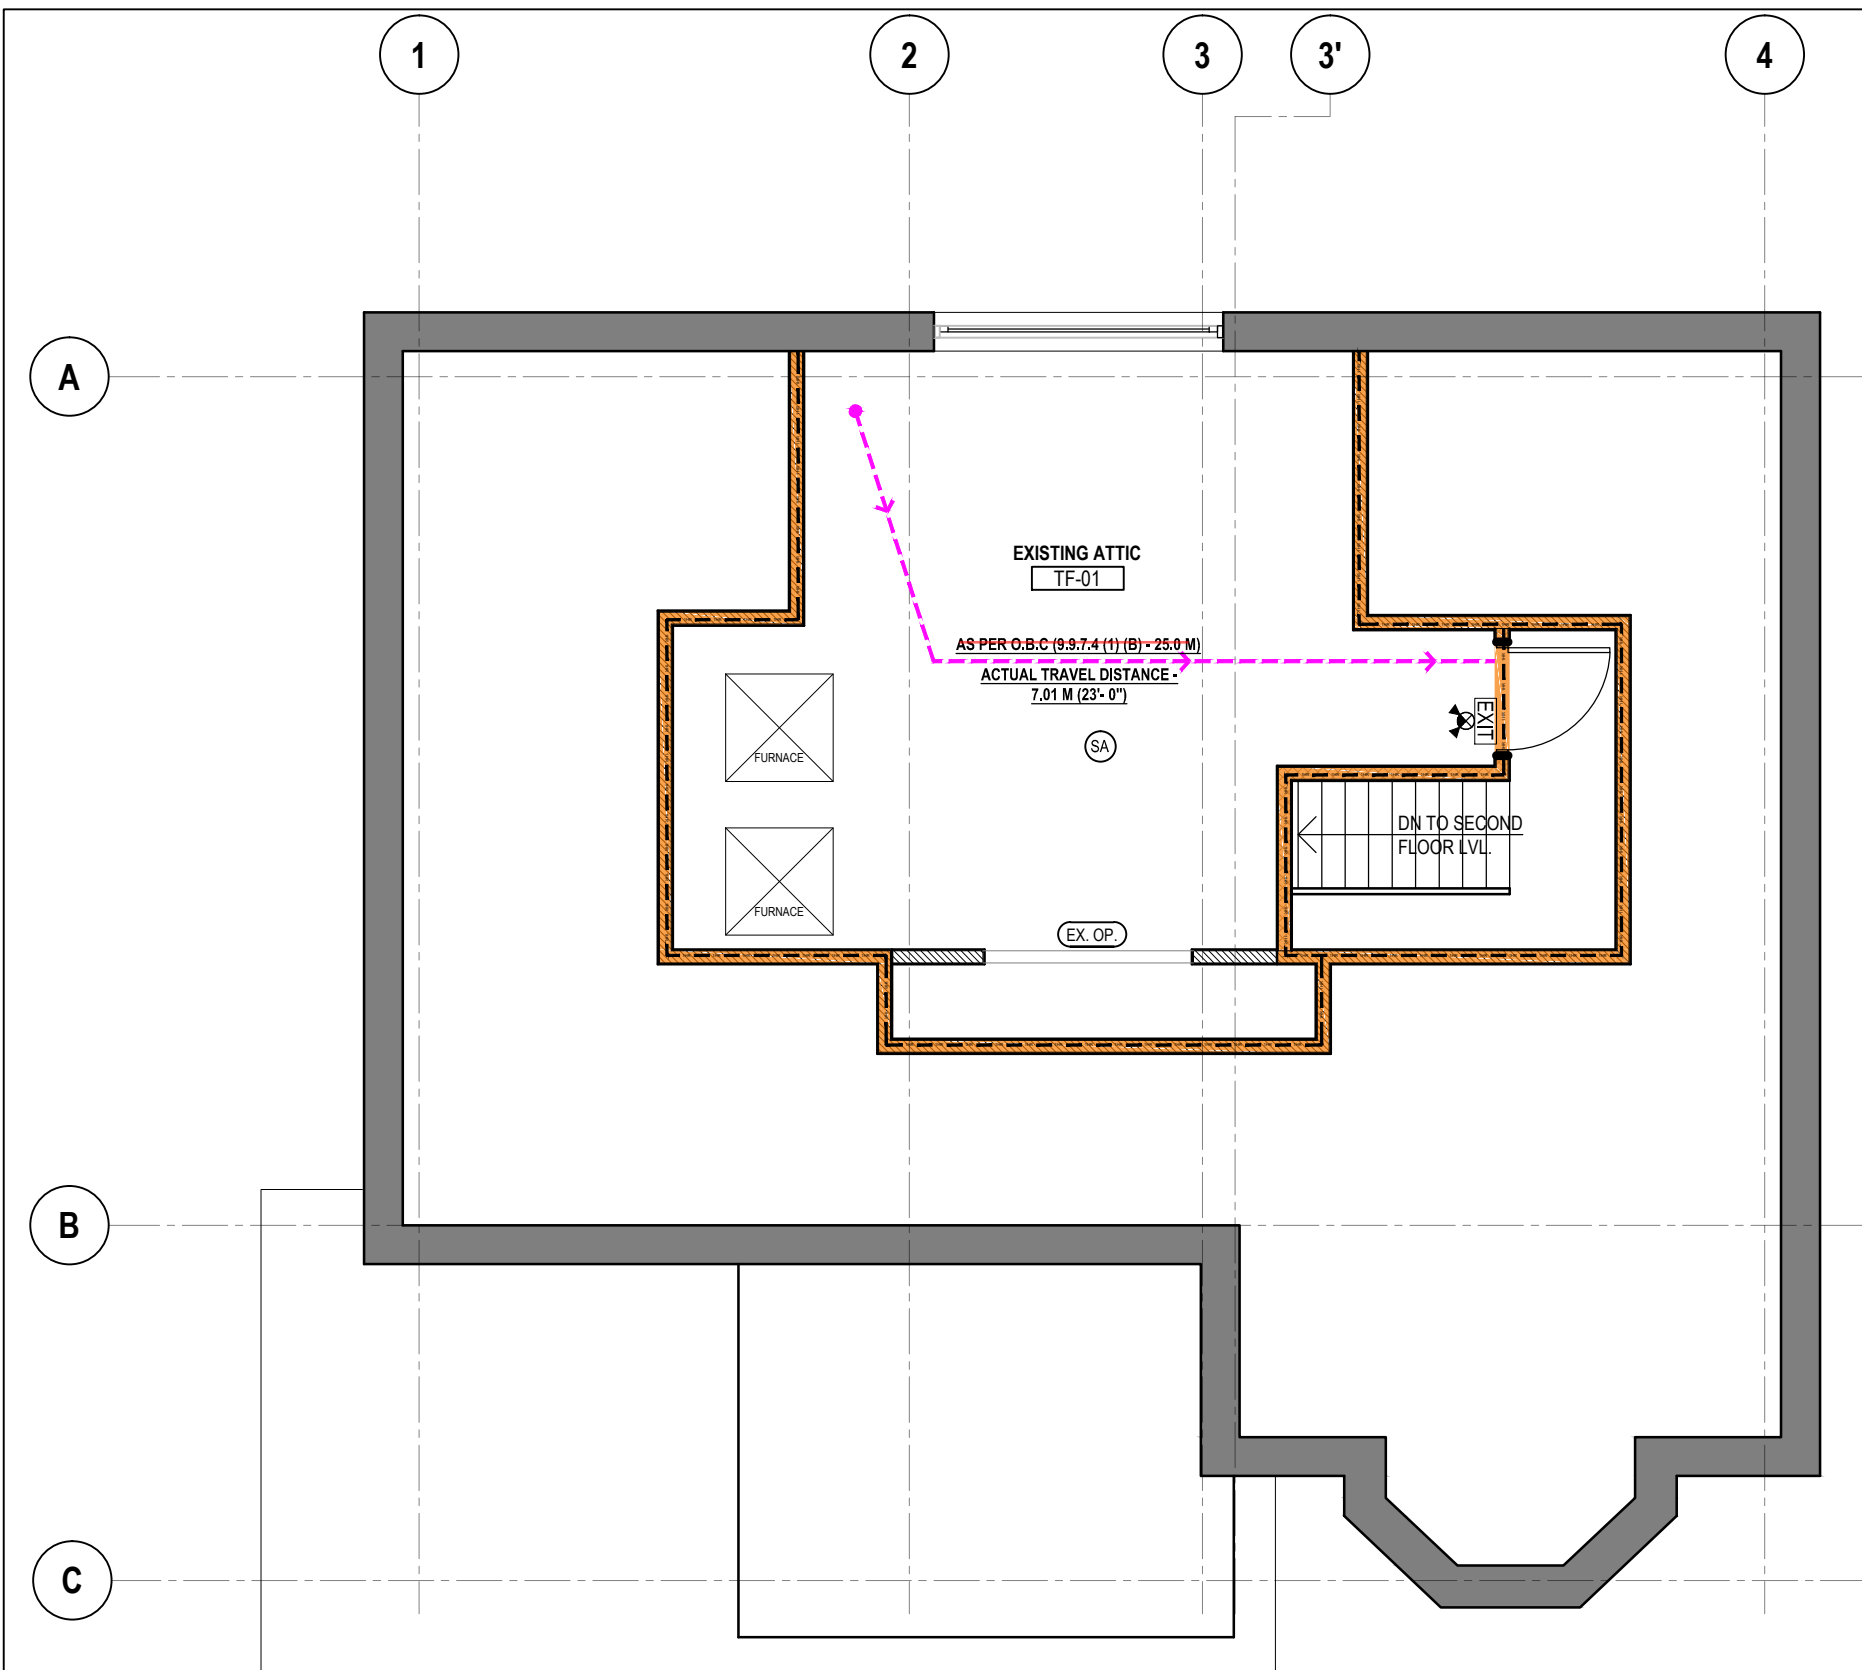 1
2
3
3'
4
A
EXISTING ATTIC
TF-01
AS PER O.B.C (9.9.7.4 (1) (B) - 25.0 M)
ACTUAL TRAVEL DISTANCE -
7.01 M (23'- 0")
EXIT
SA
FURNACE
DN TO SECOND
FLOOR LVL.
FURNACE
EX. OP.
B
C